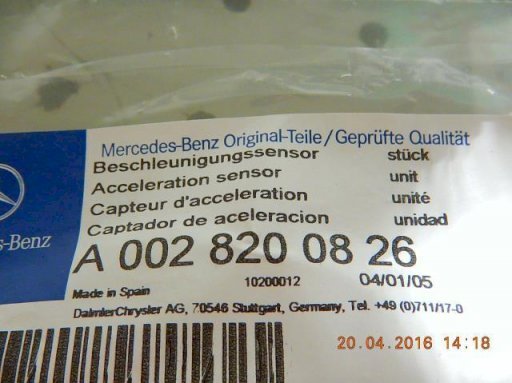 Mercedes-Benz Original-Teile/Geprüfte Qualität
Beschleunigungssensor stück
Acceleration sensor unit
Capteur d'acceleration unité
Captador de aceleracion unidad
s-Benz
A 002 820 08 26
Made in Spain 10200012 04/01/05
DaimlerChrysler AG, 70546 Stuttgart, Germany, Tel. +49 (0)711/17-0
20.04.2016 14:18